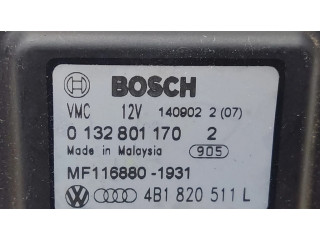 BOSCH
VMC 12V 140902 2 (07)
0 132 801 170 2
Made in Malaysia 905
MF116880-1931
4B1 820 511 L